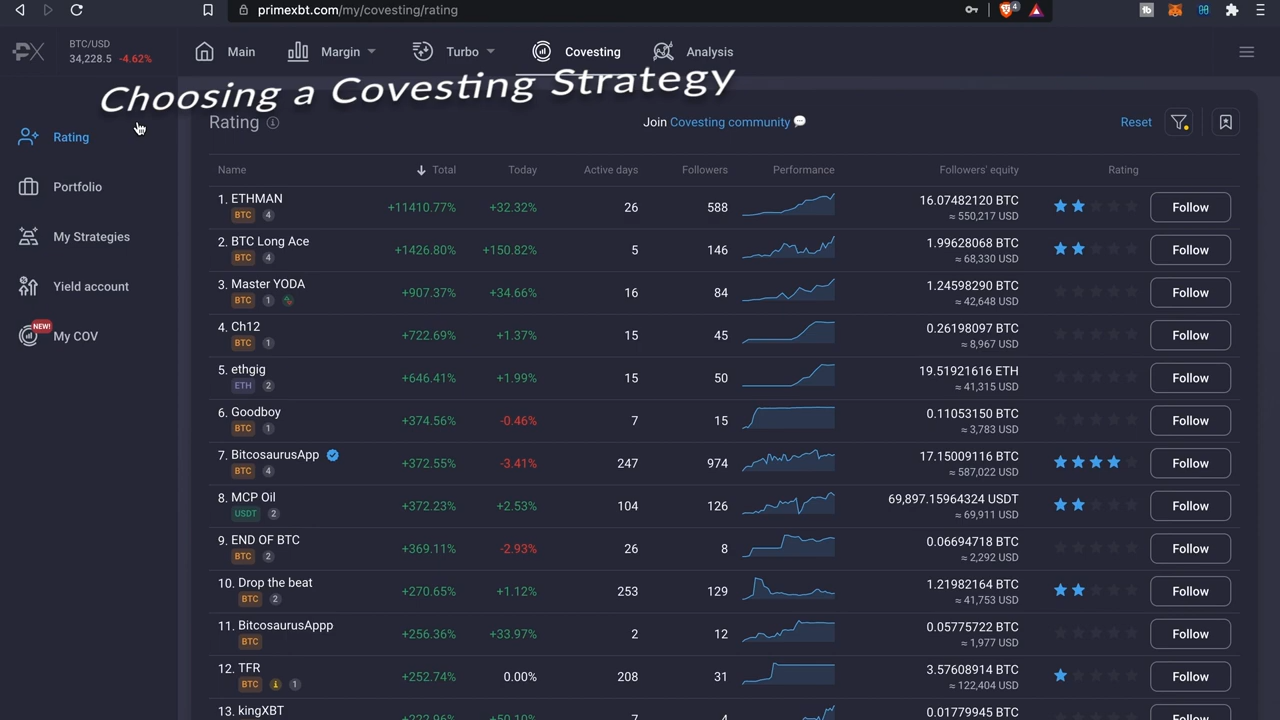 primexbt.com/my/covesting/rating
4
BTC/USD
34,228.5 -4.62%
Main
Margin
Turbo
Covesting
Analysis
Choosing a Covesting Strategy
Rating
Portfolio
My Strategies
Yield account
NEW!
My COV
Rating
Join Covesting community
Reset
Name Total Today Active days Followers Performance Followers' equity Rating
1. ETHMAN BTC 4 +11410.77% +32.32% 26 588 16.07482120 BTC ≈ 550,217 USD Follow
2. BTC Long Ace BTC 4 +1426.80% +150.82% 5 146 1.99628068 BTC ≈ 68,330 USD Follow
3. Master YODA BTC 1 +907.37% +34.66% 16 84 1.24598290 BTC ≈ 42,648 USD Follow
4. Ch12 BTC 1 +722.69% +1.37% 15 45 0.26198097 BTC ≈ 8,967 USD Follow
5. ethgig ETH 2 +646.41% +1.99% 15 50 19.51921616 ETH ≈ 41,315 USD Follow
6. Goodboy BTC 1 +374.56% -0.46% 7 15 0.11053150 BTC ≈ 3,783 USD Follow
7. BitcosaurusApp BTC 4 +372.55% -3.41% 247 974 17.15009116 BTC ≈ 587,022 USD Follow
8. MCP Oil USDT 2 +372.23% +2.53% 104 126 69,897.15964324 USDT ≈ 69,911 USD Follow
9. END OF BTC BTC 2 +369.11% -2.93% 26 8 0.06694718 BTC ≈ 2,292 USD Follow
10. Drop the beat BTC 2 +270.65% +1.12% 253 129 1.21982164 BTC ≈ 41,753 USD Follow
11. BitcosaurusAppp BTC +256.36% +33.97% 2 12 0.05775722 BTC ≈ 1,977 USD Follow
12. TFR BTC 1 +252.74% 0.00% 208 31 3.57608914 BTC ≈ 122,404 USD Follow
13. kingXBT +222.96% +50.10% 7 4 0.01779945 BTC Follow